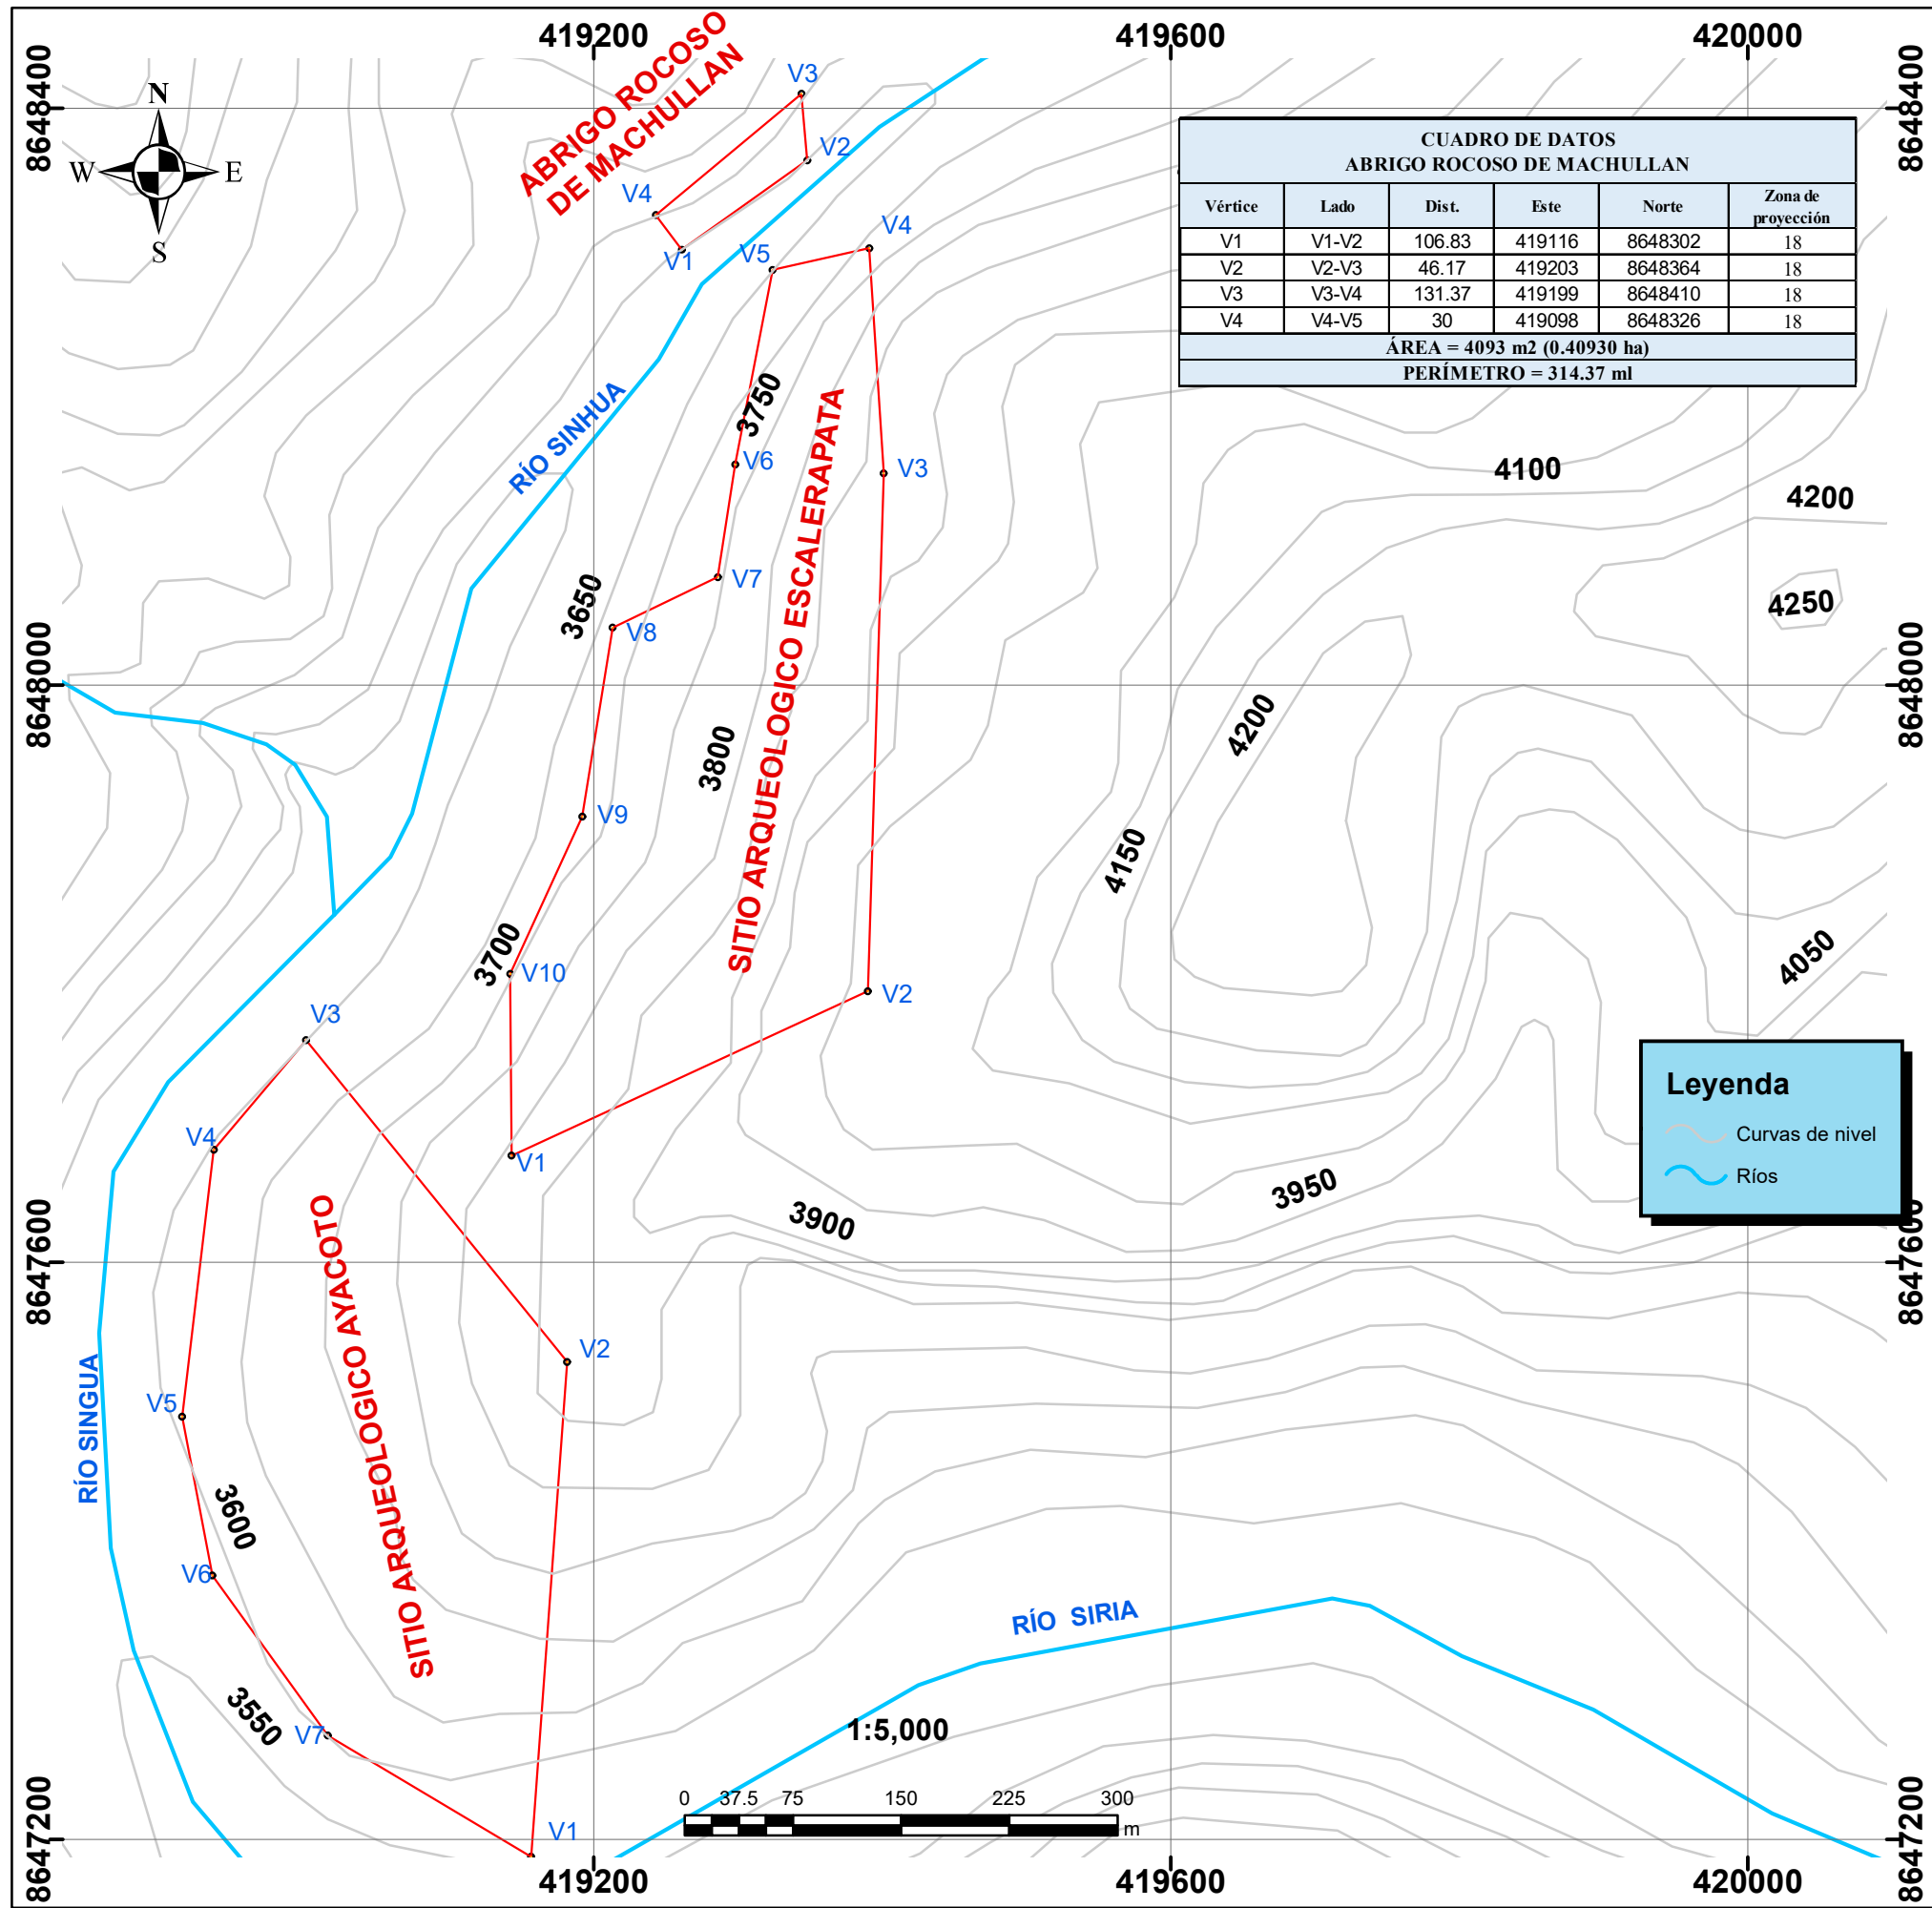 419200 419600 420000
8648400
8648400
N
W E
S
ABRIGO ROCOSO
DE MACHULLAN
V3
V2
V4
V1
CUADRO DE DATOS
ABRIGO ROCOSO DE MACHULLAN
Vértice Lado Dist. Este Norte Zona de proyección
V1 V1-V2 106.83 419116 8648302 18
V2 V2-V3 46.17 419203 8648364 18
V3 V3-V4 131.37 419199 8648410 18
V4 V4-V5 30 419098 8648326 18
ÁREA = 4093 m2 (0.40930 ha)
PERÍMETRO = 314.37 ml
V4
V5
RÍO SINHUA
3750
V6
V3
4100
4200
SITIO ARQUEOLOGICO ESCALERAPATA
V7
3650
V8
4250
8648000
8648000
4200
3800
V9
4150
3700
V10
4050
V2
V3
V4
V1
Leyenda
Curvas de nivel
Ríos
3950
3900
8647600
8647600
SITIO ARQUEOLOGICO AYACCOTO
V2
RÍO SINGUA
V5
3600
V6
RÍO SIRIA
3550
V7
1:5,000
0 37.5 75 150 225 300
m
V1
8647200
8647200
419200 419600 420000